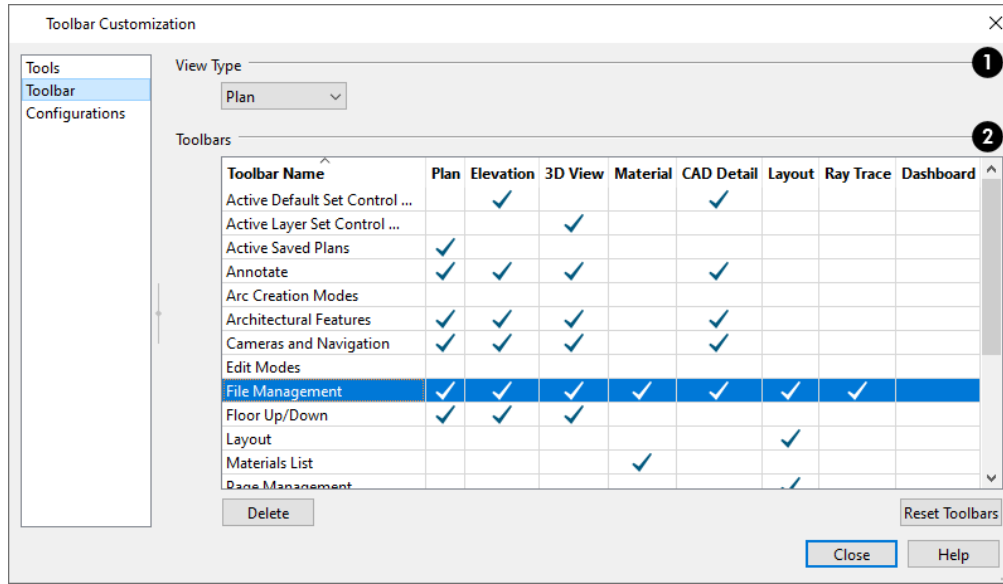 Toolbar Customization
Tools
Toolbar
Configurations
View Type
1
Plan
Toolbars
2
Toolbar Name Plan Elevation 3D View Material CAD Detail Layout Ray Trace Dashboard
Active Default Set Control ...
Active Layer Set Control ...
Active Saved Plans
Annotate
Arc Creation Modes
Architectural Features
Cameras and Navigation
Edit Modes
File Management
Floor Up/Down
Layout
Materials List
Page Management
Delete
Reset Toolbars
Close
Help